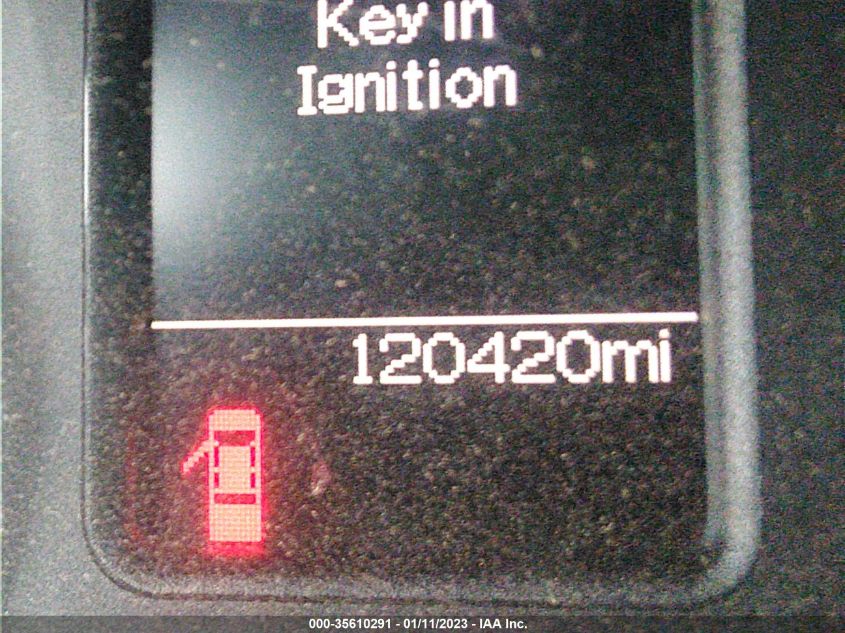 Key in
Ignition
120420mi
000-35610291 - 01/11/2023 - IAA Inc.